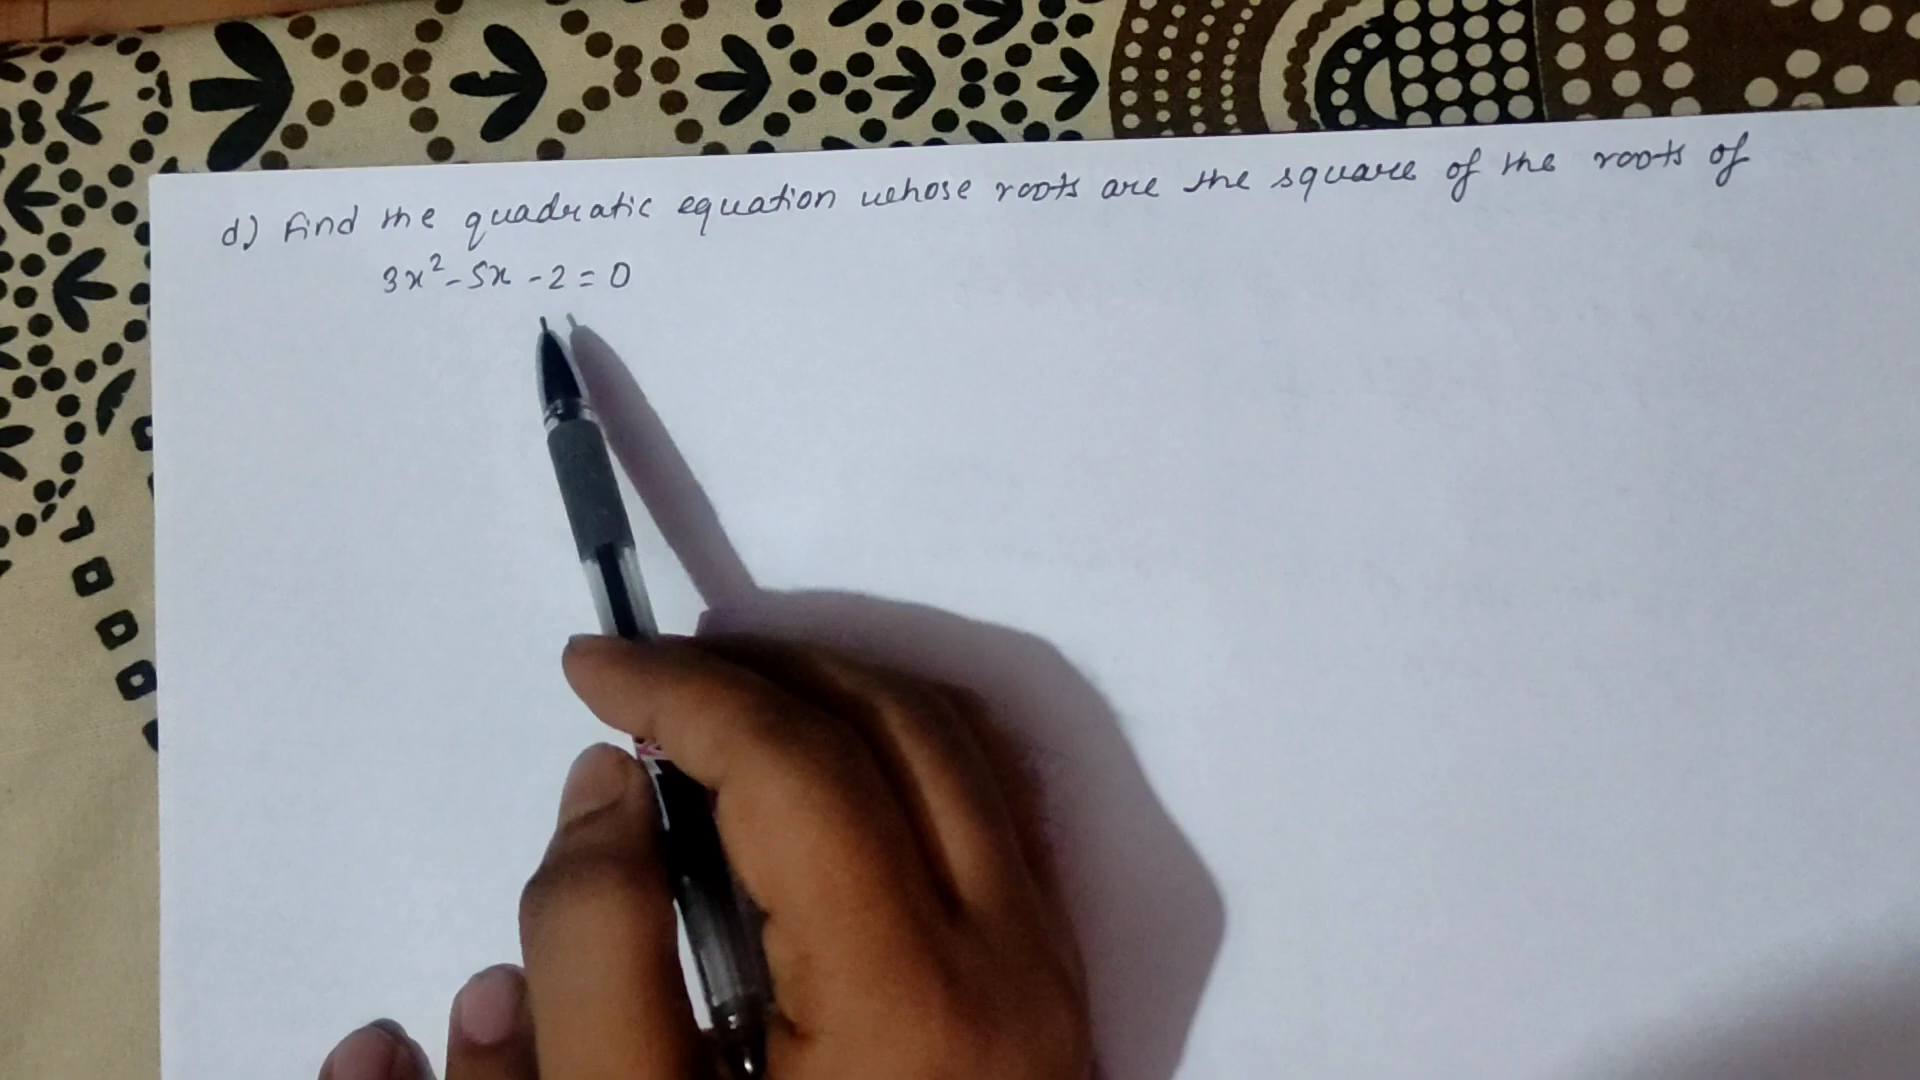 d) Find the quadratic equation whose roots are the square of the roots of
3x² - 5x - 2 = 0